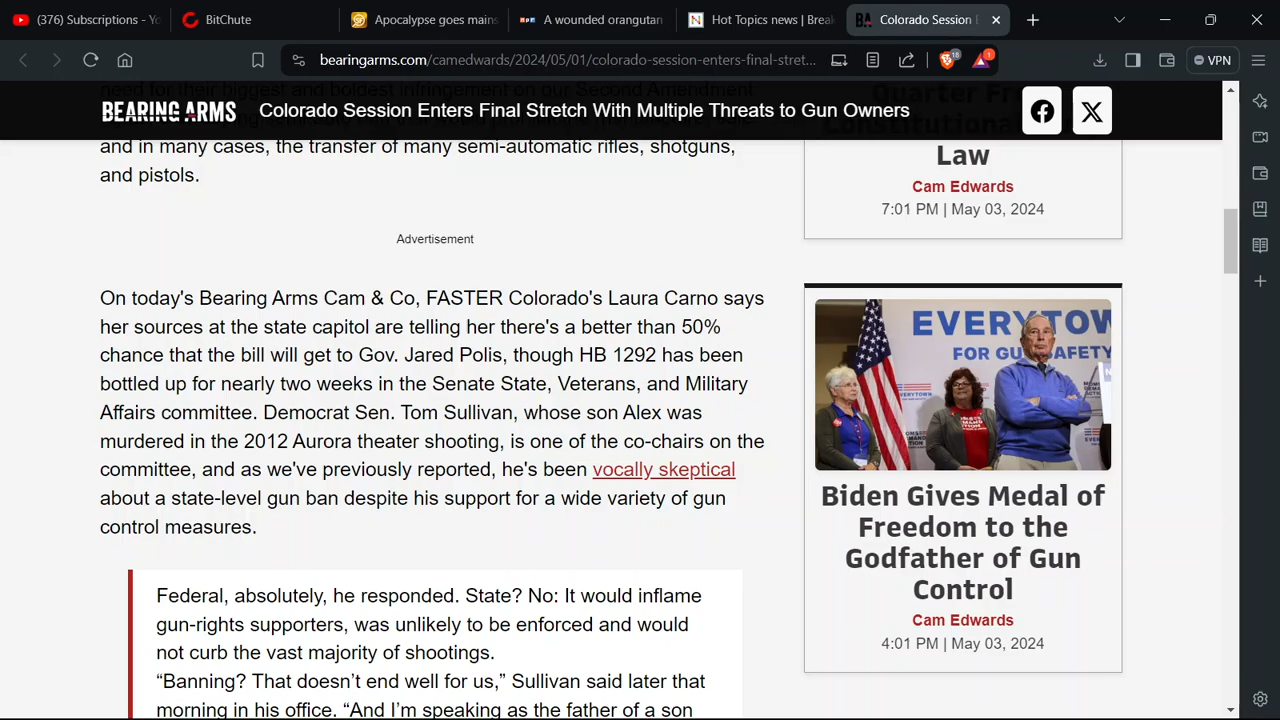 (376) Subscriptions - Yo
BitChute
Apocalypse goes mains
A wounded orangutan
Hot Topics news | Break
Colorado Session E
bearingarms.com/camedwards/2024/05/01/colorado-session-enters-final-stret...
18
1
VPN
need for their biggest and boldest infringement on our Second Amendment
BEARING ARMS
Colorado Session Enters Final Stretch With Multiple Threats to Gun Owners
and in many cases, the transfer of many semi-automatic rifles, shotguns,
and pistols.
Advertisement
On today's Bearing Arms Cam & Co, FASTER Colorado's Laura Carno says
her sources at the state capitol are telling her there's a better than 50%
chance that the bill will get to Gov. Jared Polis, though HB 1292 has been
bottled up for nearly two weeks in the Senate State, Veterans, and Military
Affairs committee. Democrat Sen. Tom Sullivan, whose son Alex was
murdered in the 2012 Aurora theater shooting, is one of the co-chairs on the
committee, and as we've previously reported, he's been vocally skeptical
about a state-level gun ban despite his support for a wide variety of gun
control measures.
Federal, absolutely, he responded. State? No: It would inflame
gun-rights supporters, was unlikely to be enforced and would
not curb the vast majority of shootings.
“Banning? That doesn’t end well for us,” Sullivan said later that
morning in his office. “And I’m speaking as the father of a son
Constitutional
Law
Cam Edwards
7:01 PM | May 03, 2024
EVERYTOW
FOR GUN SAFETY
Biden Gives Medal of
Freedom to the
Godfather of Gun
Control
Cam Edwards
4:01 PM | May 03, 2024